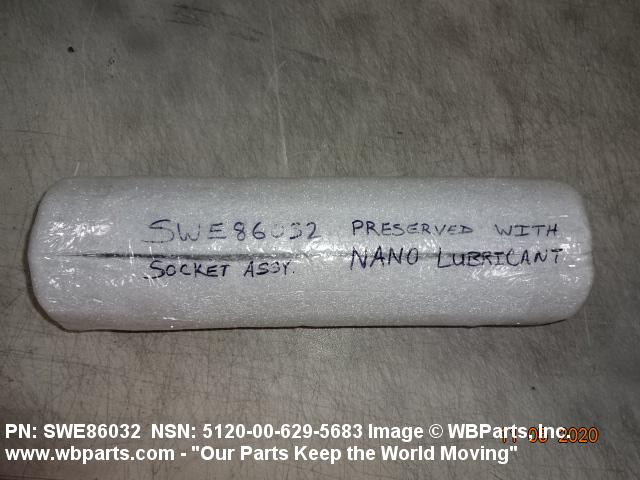 SWE86032 PRESERVED WITH
SOCKET ASSY. NANO LUBRICANT
PN: SWE86032 NSN: 5120-00-629-5683 Image © WBParts, Inc.
www.wbparts.com - "Our Parts Keep the World Moving"
2020